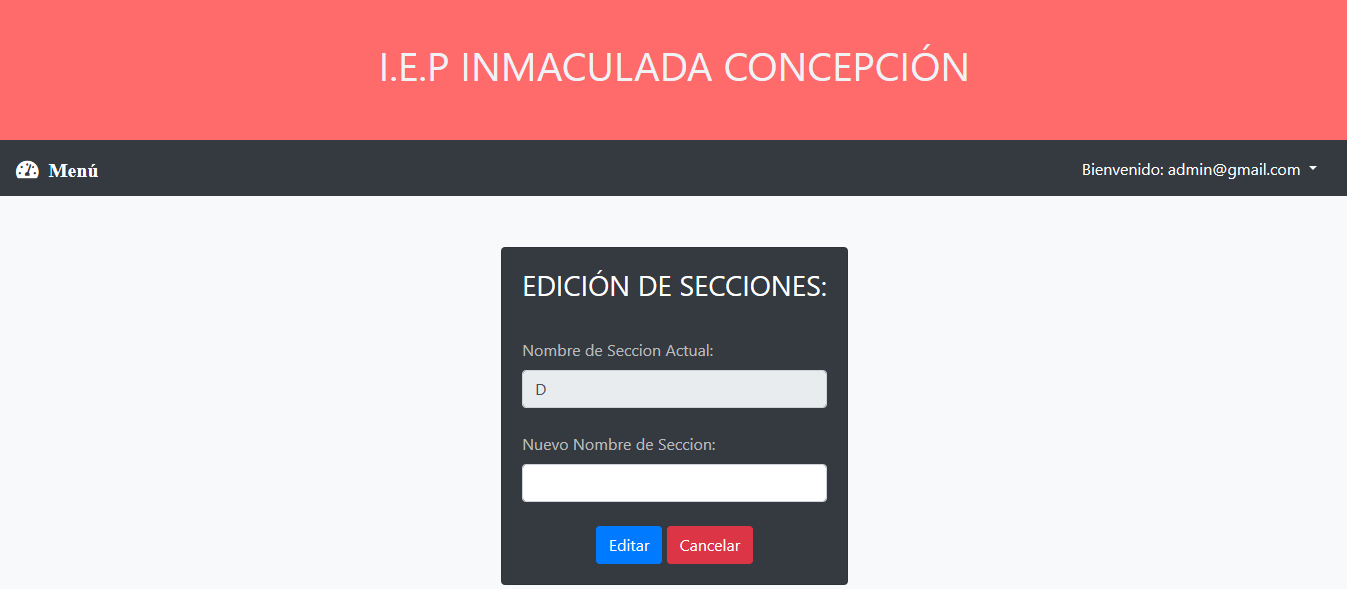 I.E.P INMACULADA CONCEPCIÓN
Menú
Bienvenido: admin@gmail.com
EDICIÓN DE SECCIONES:
Nombre de Seccion Actual:
D
Nuevo Nombre de Seccion:
Editar Cancelar